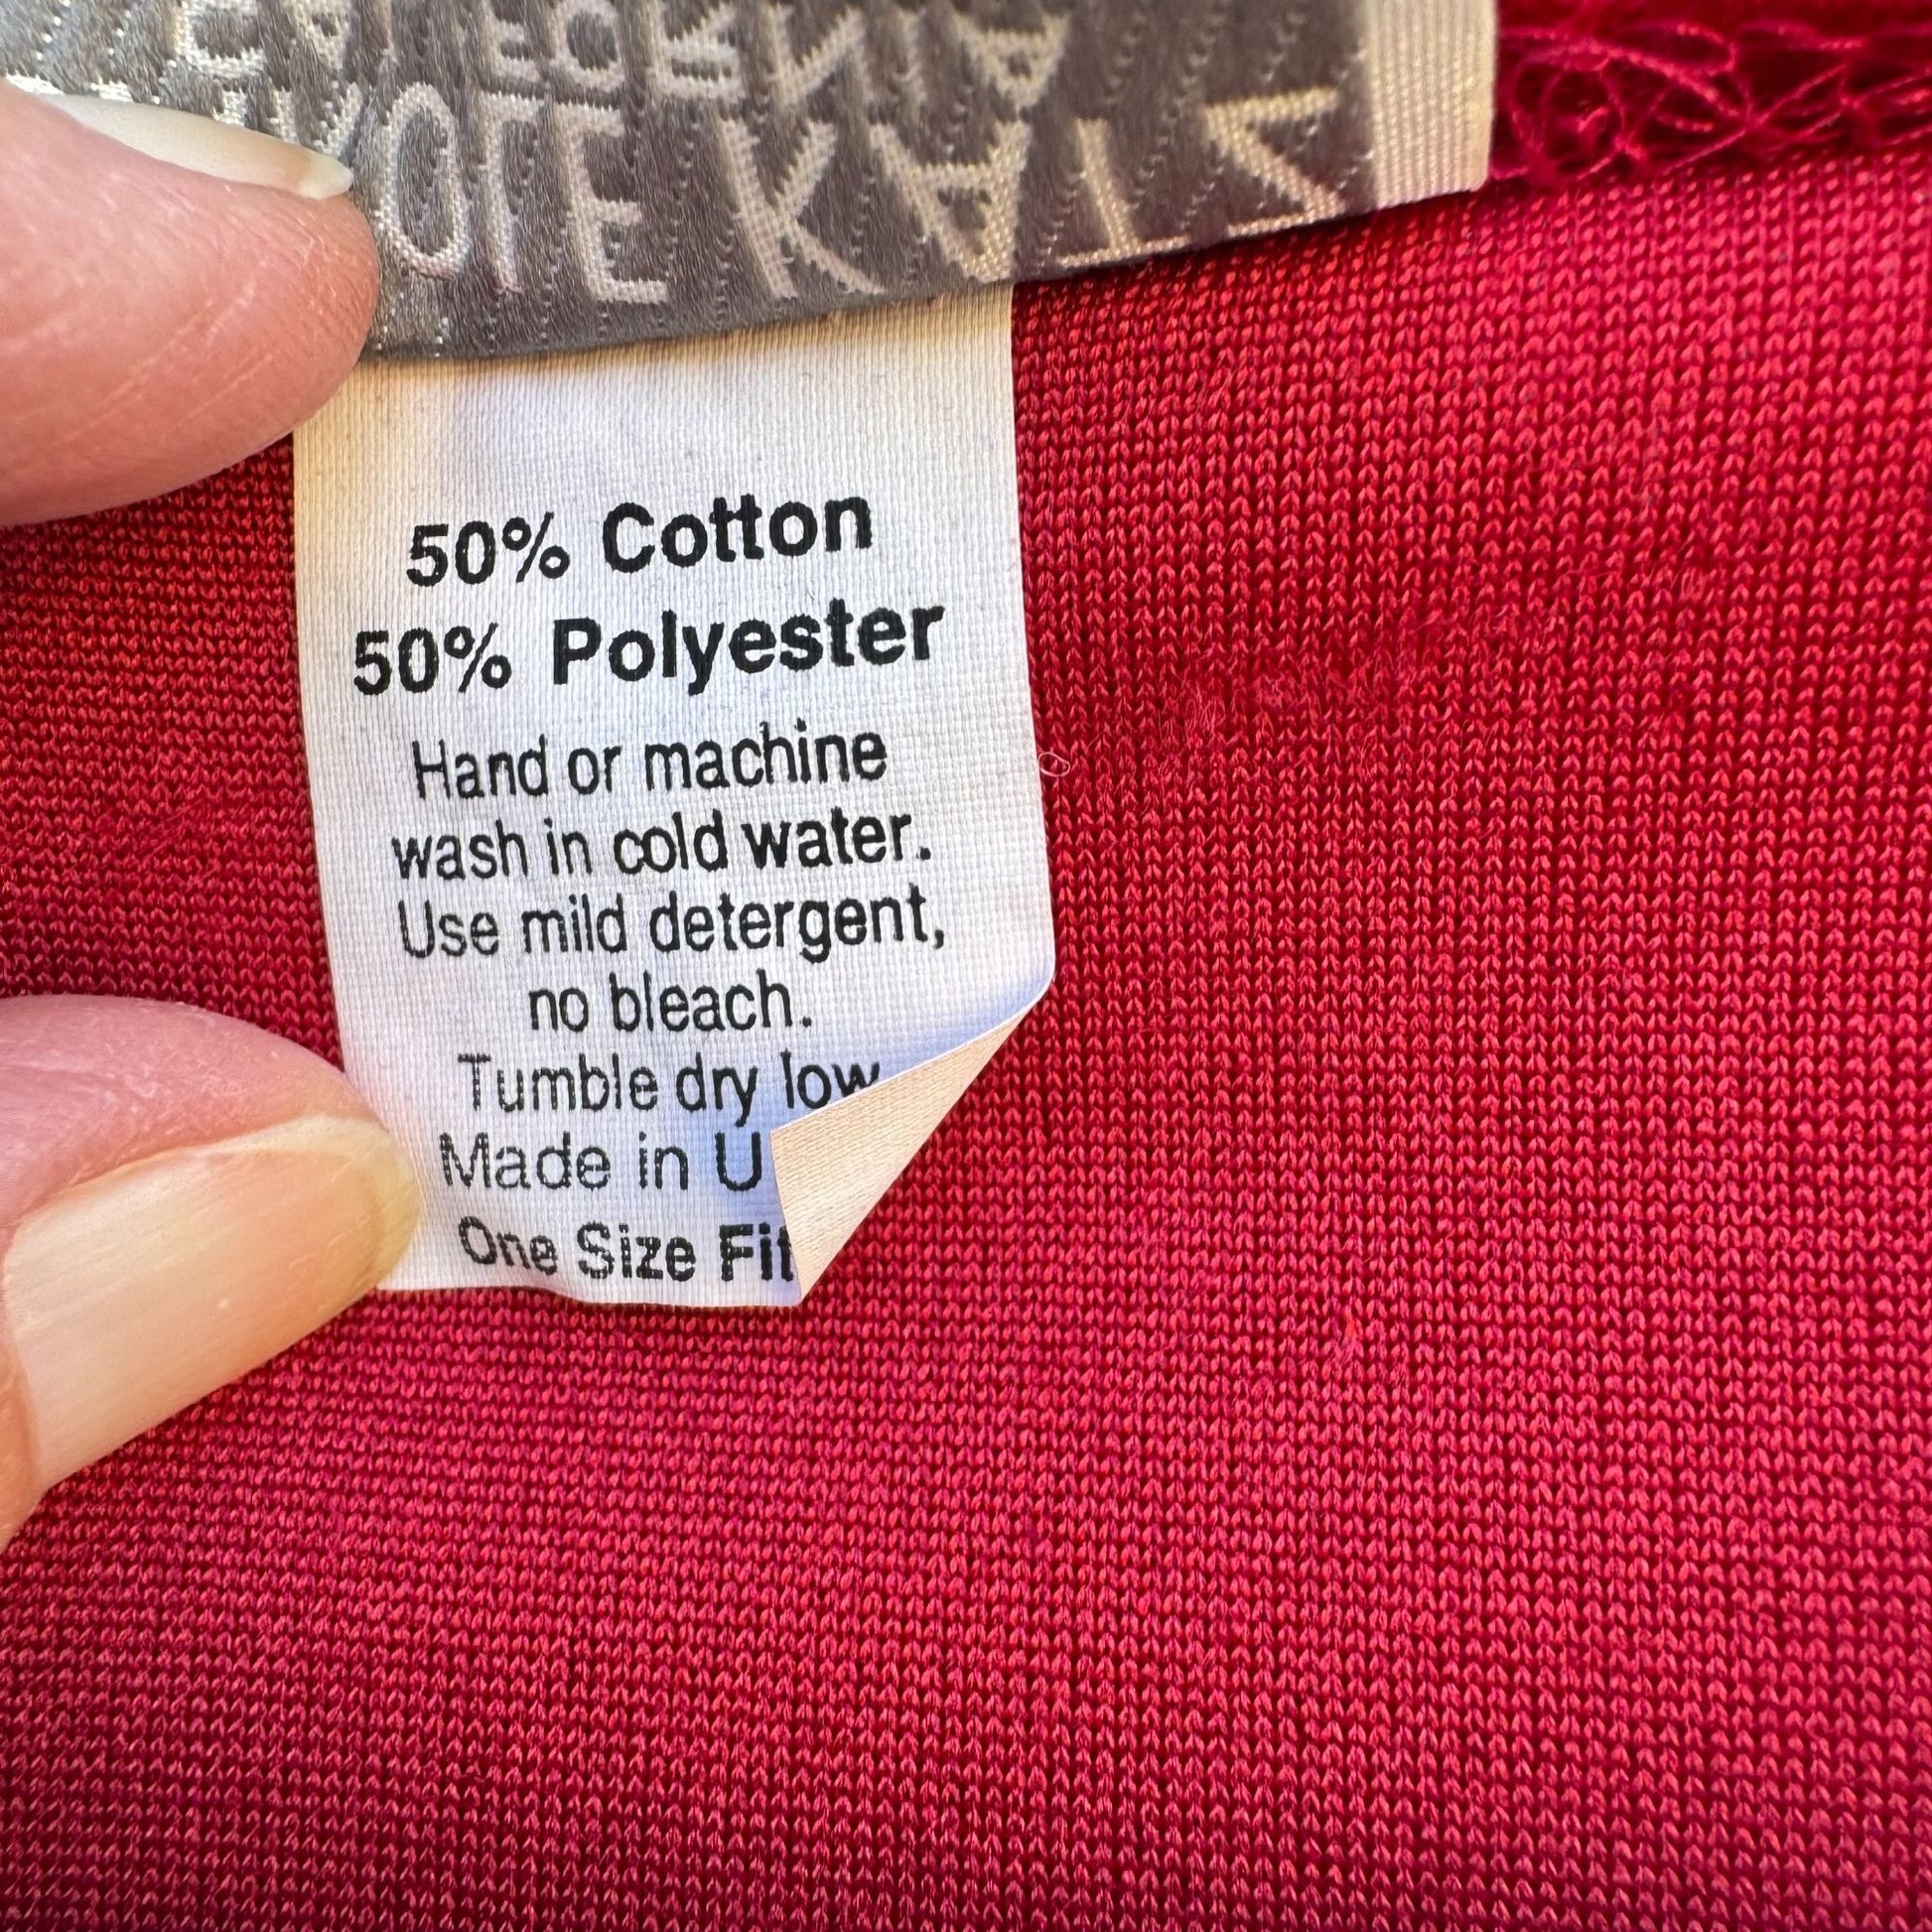 KATZ
50% Cotton
50% Polyester
Hand or machine
wash in cold water.
Use mild detergent,
no bleach.
Tumble dry low
Made in U
One Size Fit